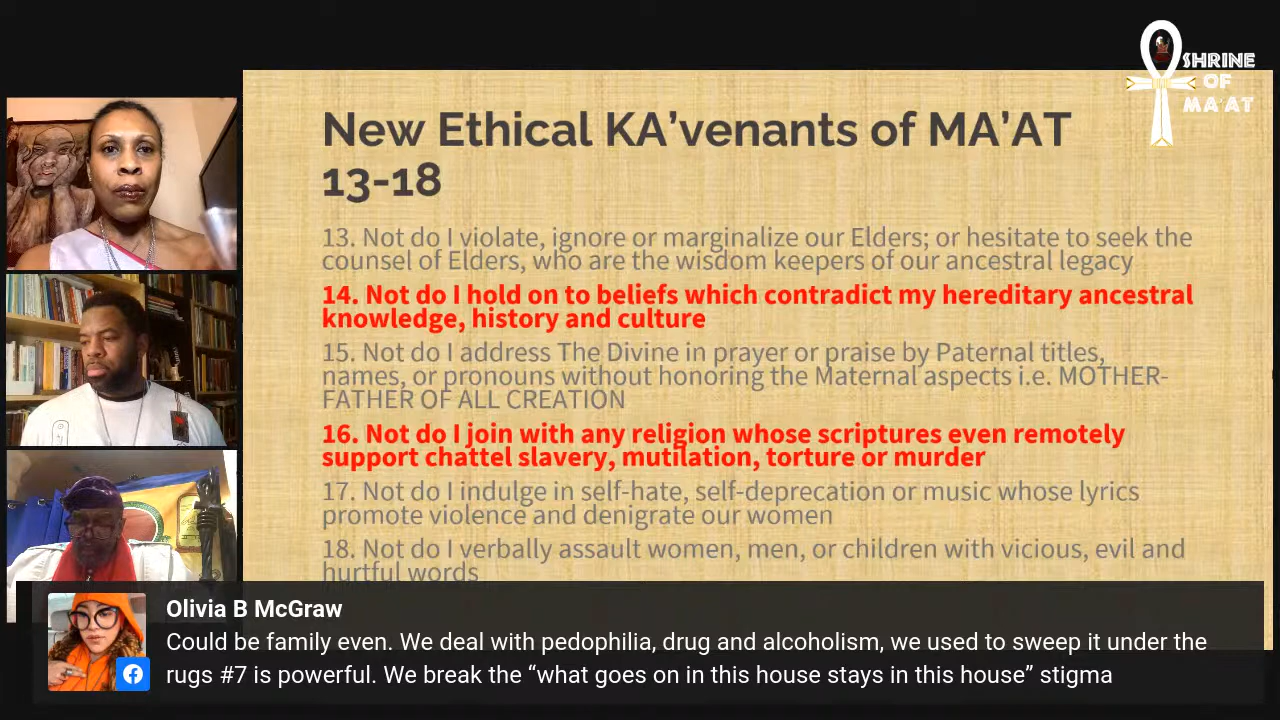 SHRINE
OF
MA'AT
New Ethical KA’venants of MA’AT
13-18
13. Not do I violate, ignore or marginalize our Elders; or hesitate to seek the
counsel of Elders, who are the wisdom keepers of our ancestral legacy
14. Not do I hold on to beliefs which contradict my hereditary ancestral
knowledge, history and culture
15. Not do I address The Divine in prayer or praise by Paternal titles,
names, or pronouns without honoring the Maternal aspects i.e. MOTHER-
FATHER OF ALL CREATION
16. Not do I join with any religion whose scriptures even remotely
support chattel slavery, mutilation, torture or murder
17. Not do I indulge in self-hate, self-deprecation or music whose lyrics
promote violence and denigrate our women
18. Not do I verbally assault women, men, or children with vicious, evil and
hurtful words
Olivia B McGraw
Could be family even. We deal with pedophilia, drug and alcoholism, we used to sweep it under the
rugs #7 is powerful. We break the “what goes on in this house stays in this house” stigma